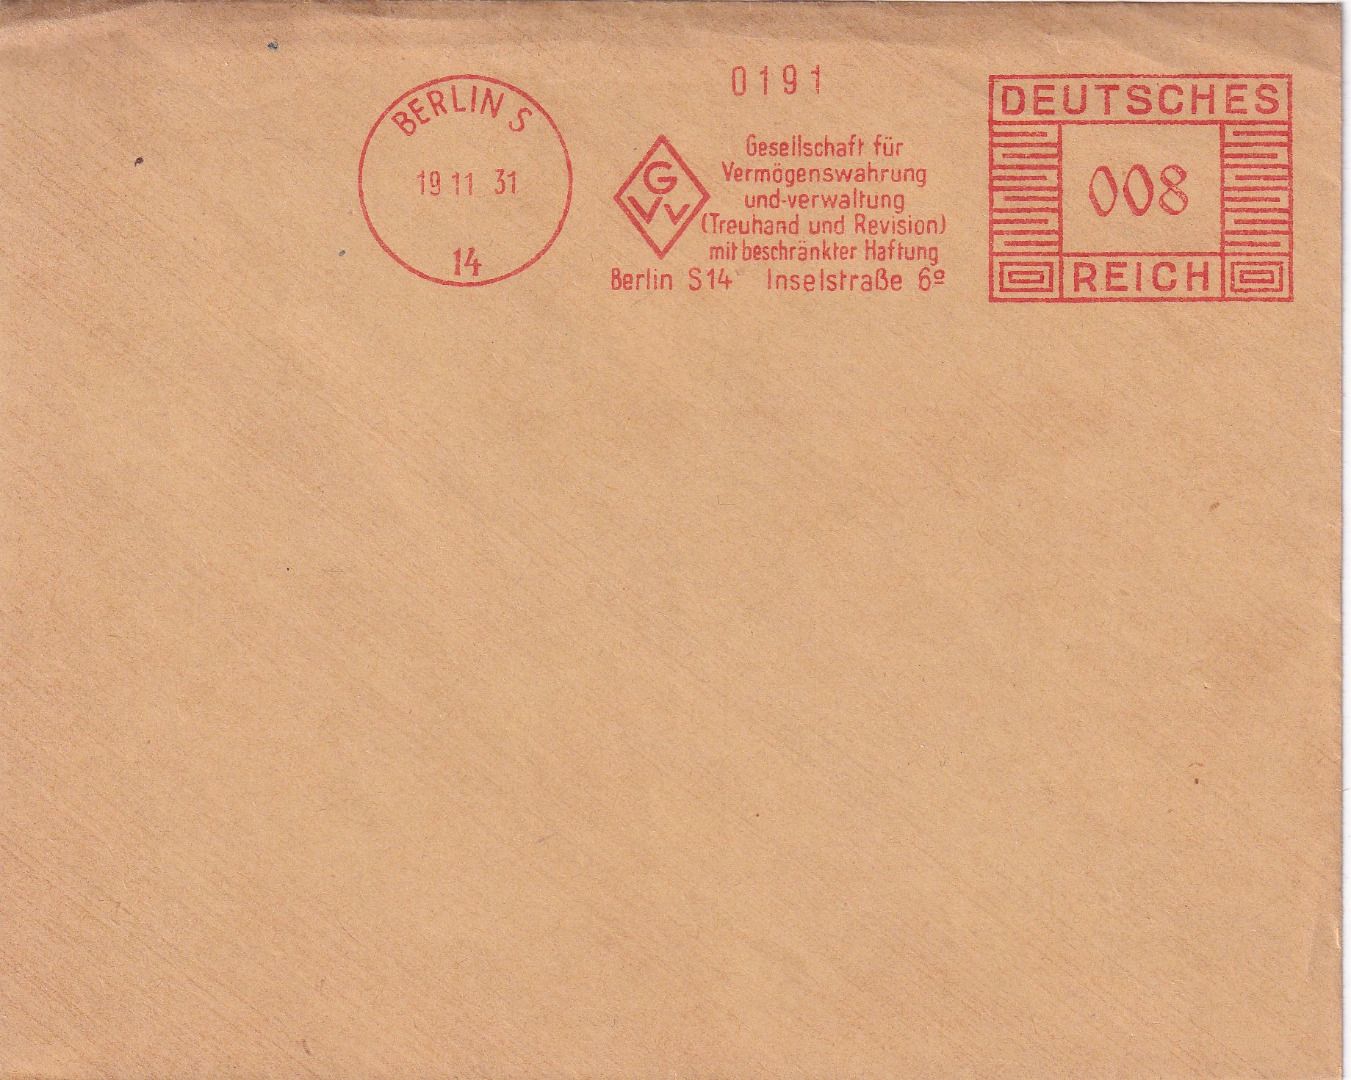 BERLIN S
19 11 31
14
0191
G
V V
Gesellschaft für
Vermögenswahrung
und-verwaltung
(Treuhand und Revision)
mit beschränkter Haftung
Berlin S14 Inselstraße 6ª
DEUTSCHES
008
REICH